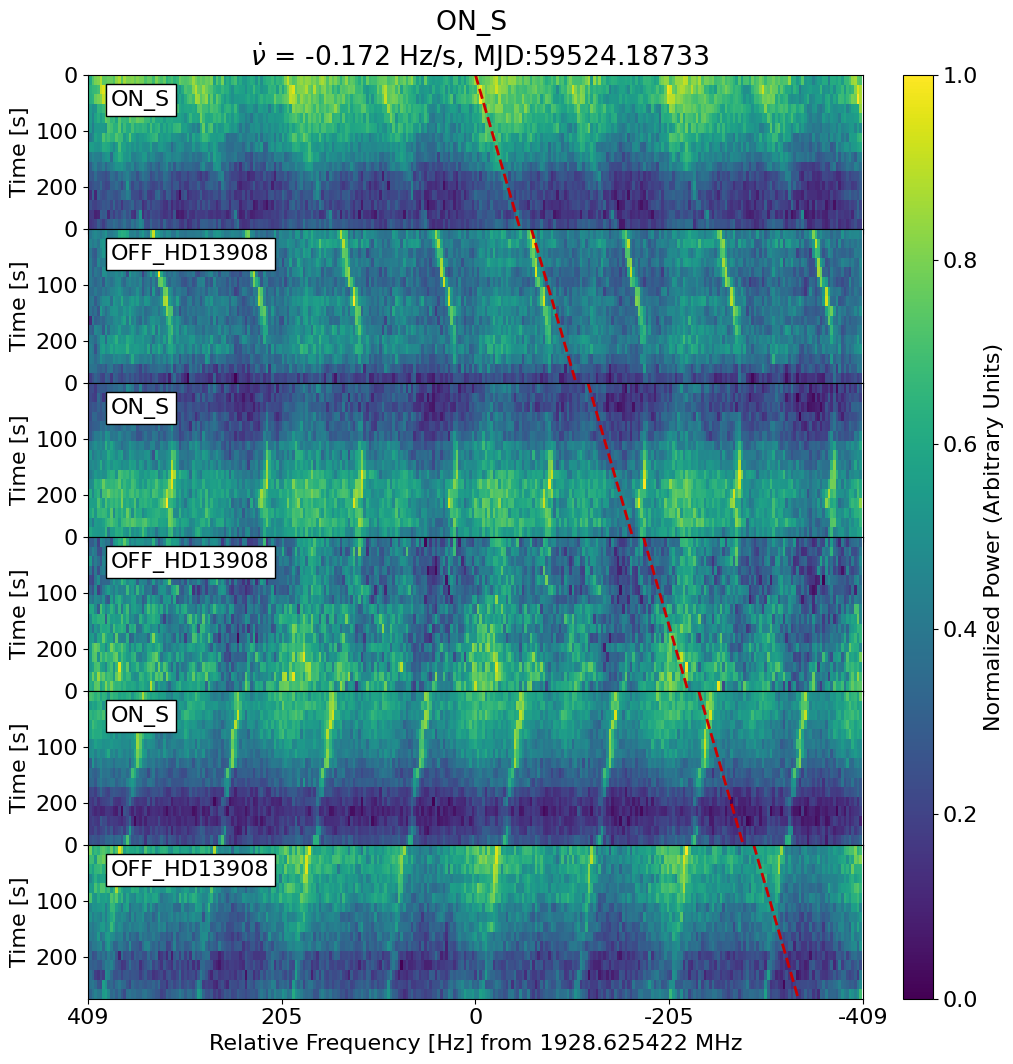 ON_S
ν̇ = -0.172 Hz/s, MJD:59524.18733
0
ON_S
Time [s]
100
200
0
OFF_HD13908
Time [s]
100
200
0
ON_S
Time [s]
100
200
0
OFF_HD13908
Time [s]
100
200
0
ON_S
Time [s]
100
200
0
OFF_HD13908
Time [s]
100
200
409 205 0 -205 -409
Relative Frequency [Hz] from 1928.625422 MHz
1.0
0.8
0.6
0.4
0.2
0.0
Normalized Power (Arbitrary Units)